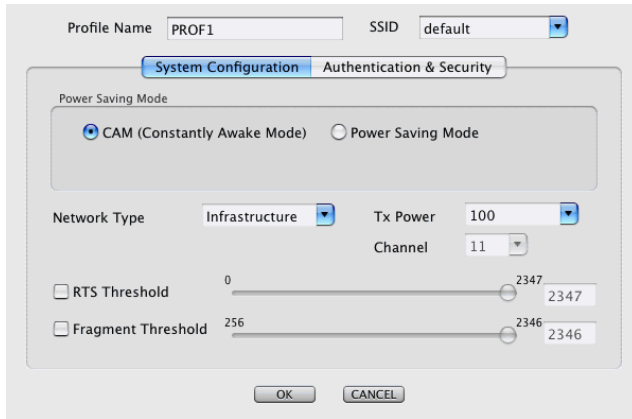 Profile Name PROF1 SSID default
System Configuration Authentication & Security
Power Saving Mode
CAM (Constantly Awake Mode) Power Saving Mode
Network Type Infrastructure Tx Power 100
Channel 11
RTS Threshold 0 2347 2347
Fragment Threshold 256 2346 2346
OK CANCEL